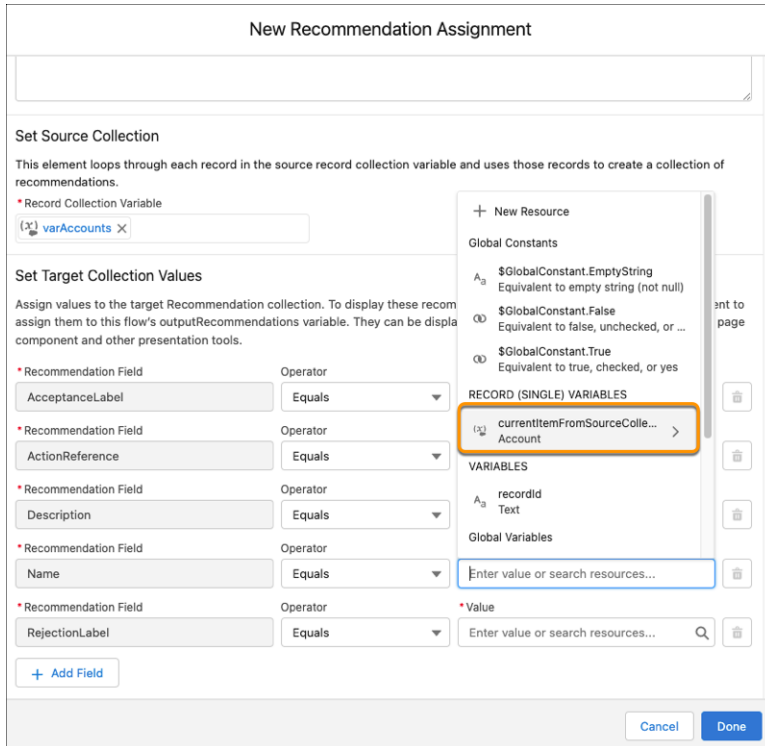 New Recommendation Assignment
Set Source Collection
This element loops through each record in the source record collection variable and uses those records to create a collection of
recommendations.
* Record Collection Variable
varAccounts
Set Target Collection Values
Assign values to the target Recommendation collection. To display these recom
ent to
assign them to this flow's outputRecommendations variable. They can be displa
page
component and other presentation tools.
+ New Resource
Global Constants
$GlobalConstant.EmptyString
Equivalent to empty string (not null)
$GlobalConstant.False
Equivalent to false, unchecked, or ...
$GlobalConstant.True
Equivalent to true, checked, or yes
RECORD (SINGLE) VARIABLES
currentItemFromSourceColle...
Account
VARIABLES
recordId
Text
Global Variables
* Recommendation Field
Operator
AcceptanceLabel
Equals
* Recommendation Field
Operator
ActionReference
Equals
* Recommendation Field
Operator
Description
Equals
* Recommendation Field
Operator
Name
Equals
Enter value or search resources...
* Recommendation Field
Operator
* Value
RejectionLabel
Equals
Enter value or search resources...
+ Add Field
Cancel
Done